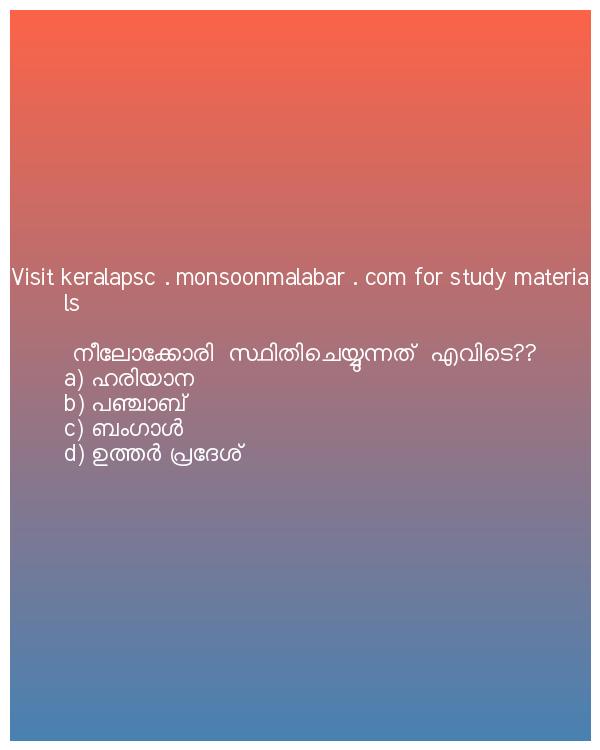 Visit keralapsc . monsoonmalabar . com for study materia
ls
നീലോക്കോരി സ്ഥിതിചെയ്യുന്നത് എവിടെ??
a) ഹരിയാന
b) പഞ്ചാബ്
c) ബംഗാൾ
d) ഉത്തർ പ്രദേശ്